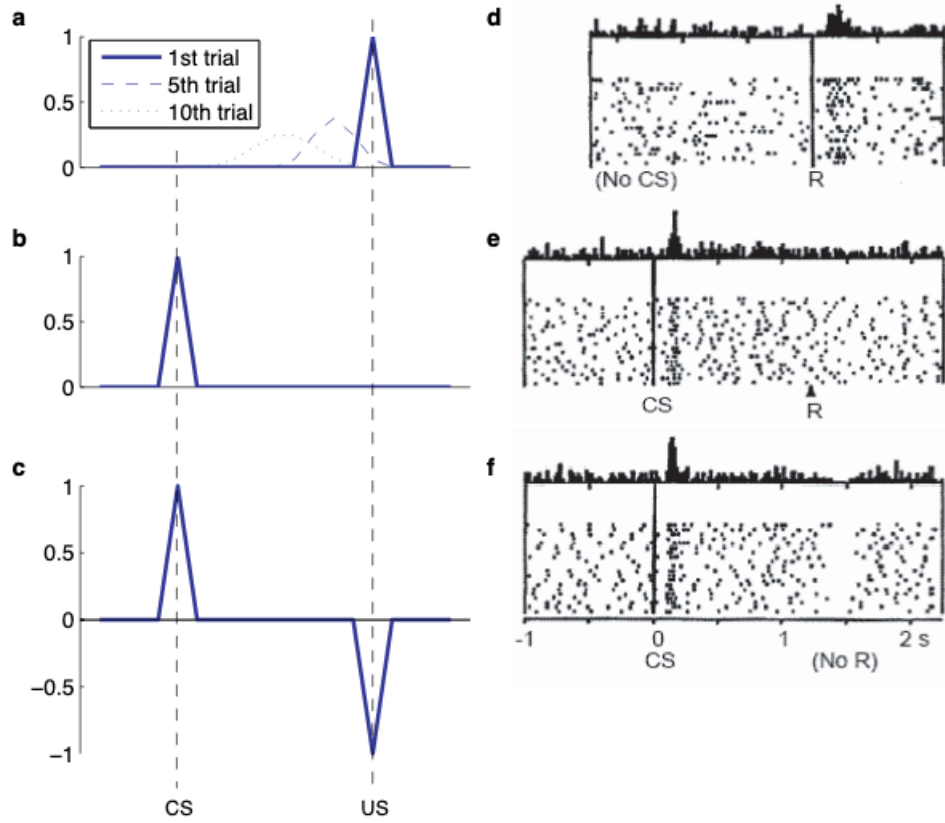 a
1
0.5
0
1st trial
5th trial
10th trial
b
1
0.5
0
c
1
0.5
0
−0.5
−1
CS US
d
(No CS) R
e
CS R
f
-1 0 1 2 s
CS (No R)